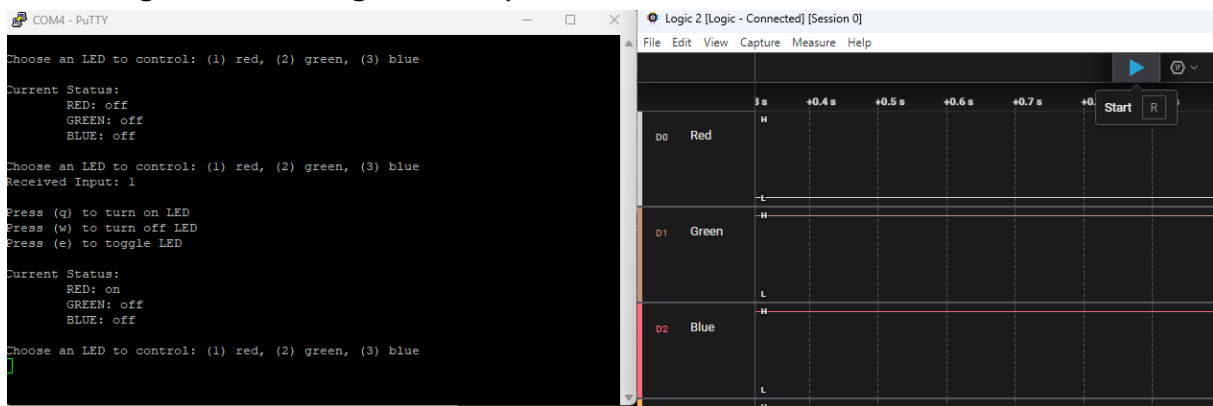 COM4 - PuTTY
Choose an LED to control: (1) red, (2) green, (3) blue
Current Status:
RED: off
GREEN: off
BLUE: off
Choose an LED to control: (1) red, (2) green, (3) blue
Received Input: 1
Press (q) to turn on LED
Press (w) to turn off LED
Press (e) to toggle LED
Current Status:
RED: on
GREEN: off
BLUE: off
Choose an LED to control: (1) red, (2) green, (3) blue
Logic 2 [Logic - Connected] [Session 0]
File Edit View Capture Measure Help
Start R
+0.4 s +0.5 s +0.6 s +0.7 s
H
D0 Red
L
H
D1 Green
L
H
D2 Blue
L